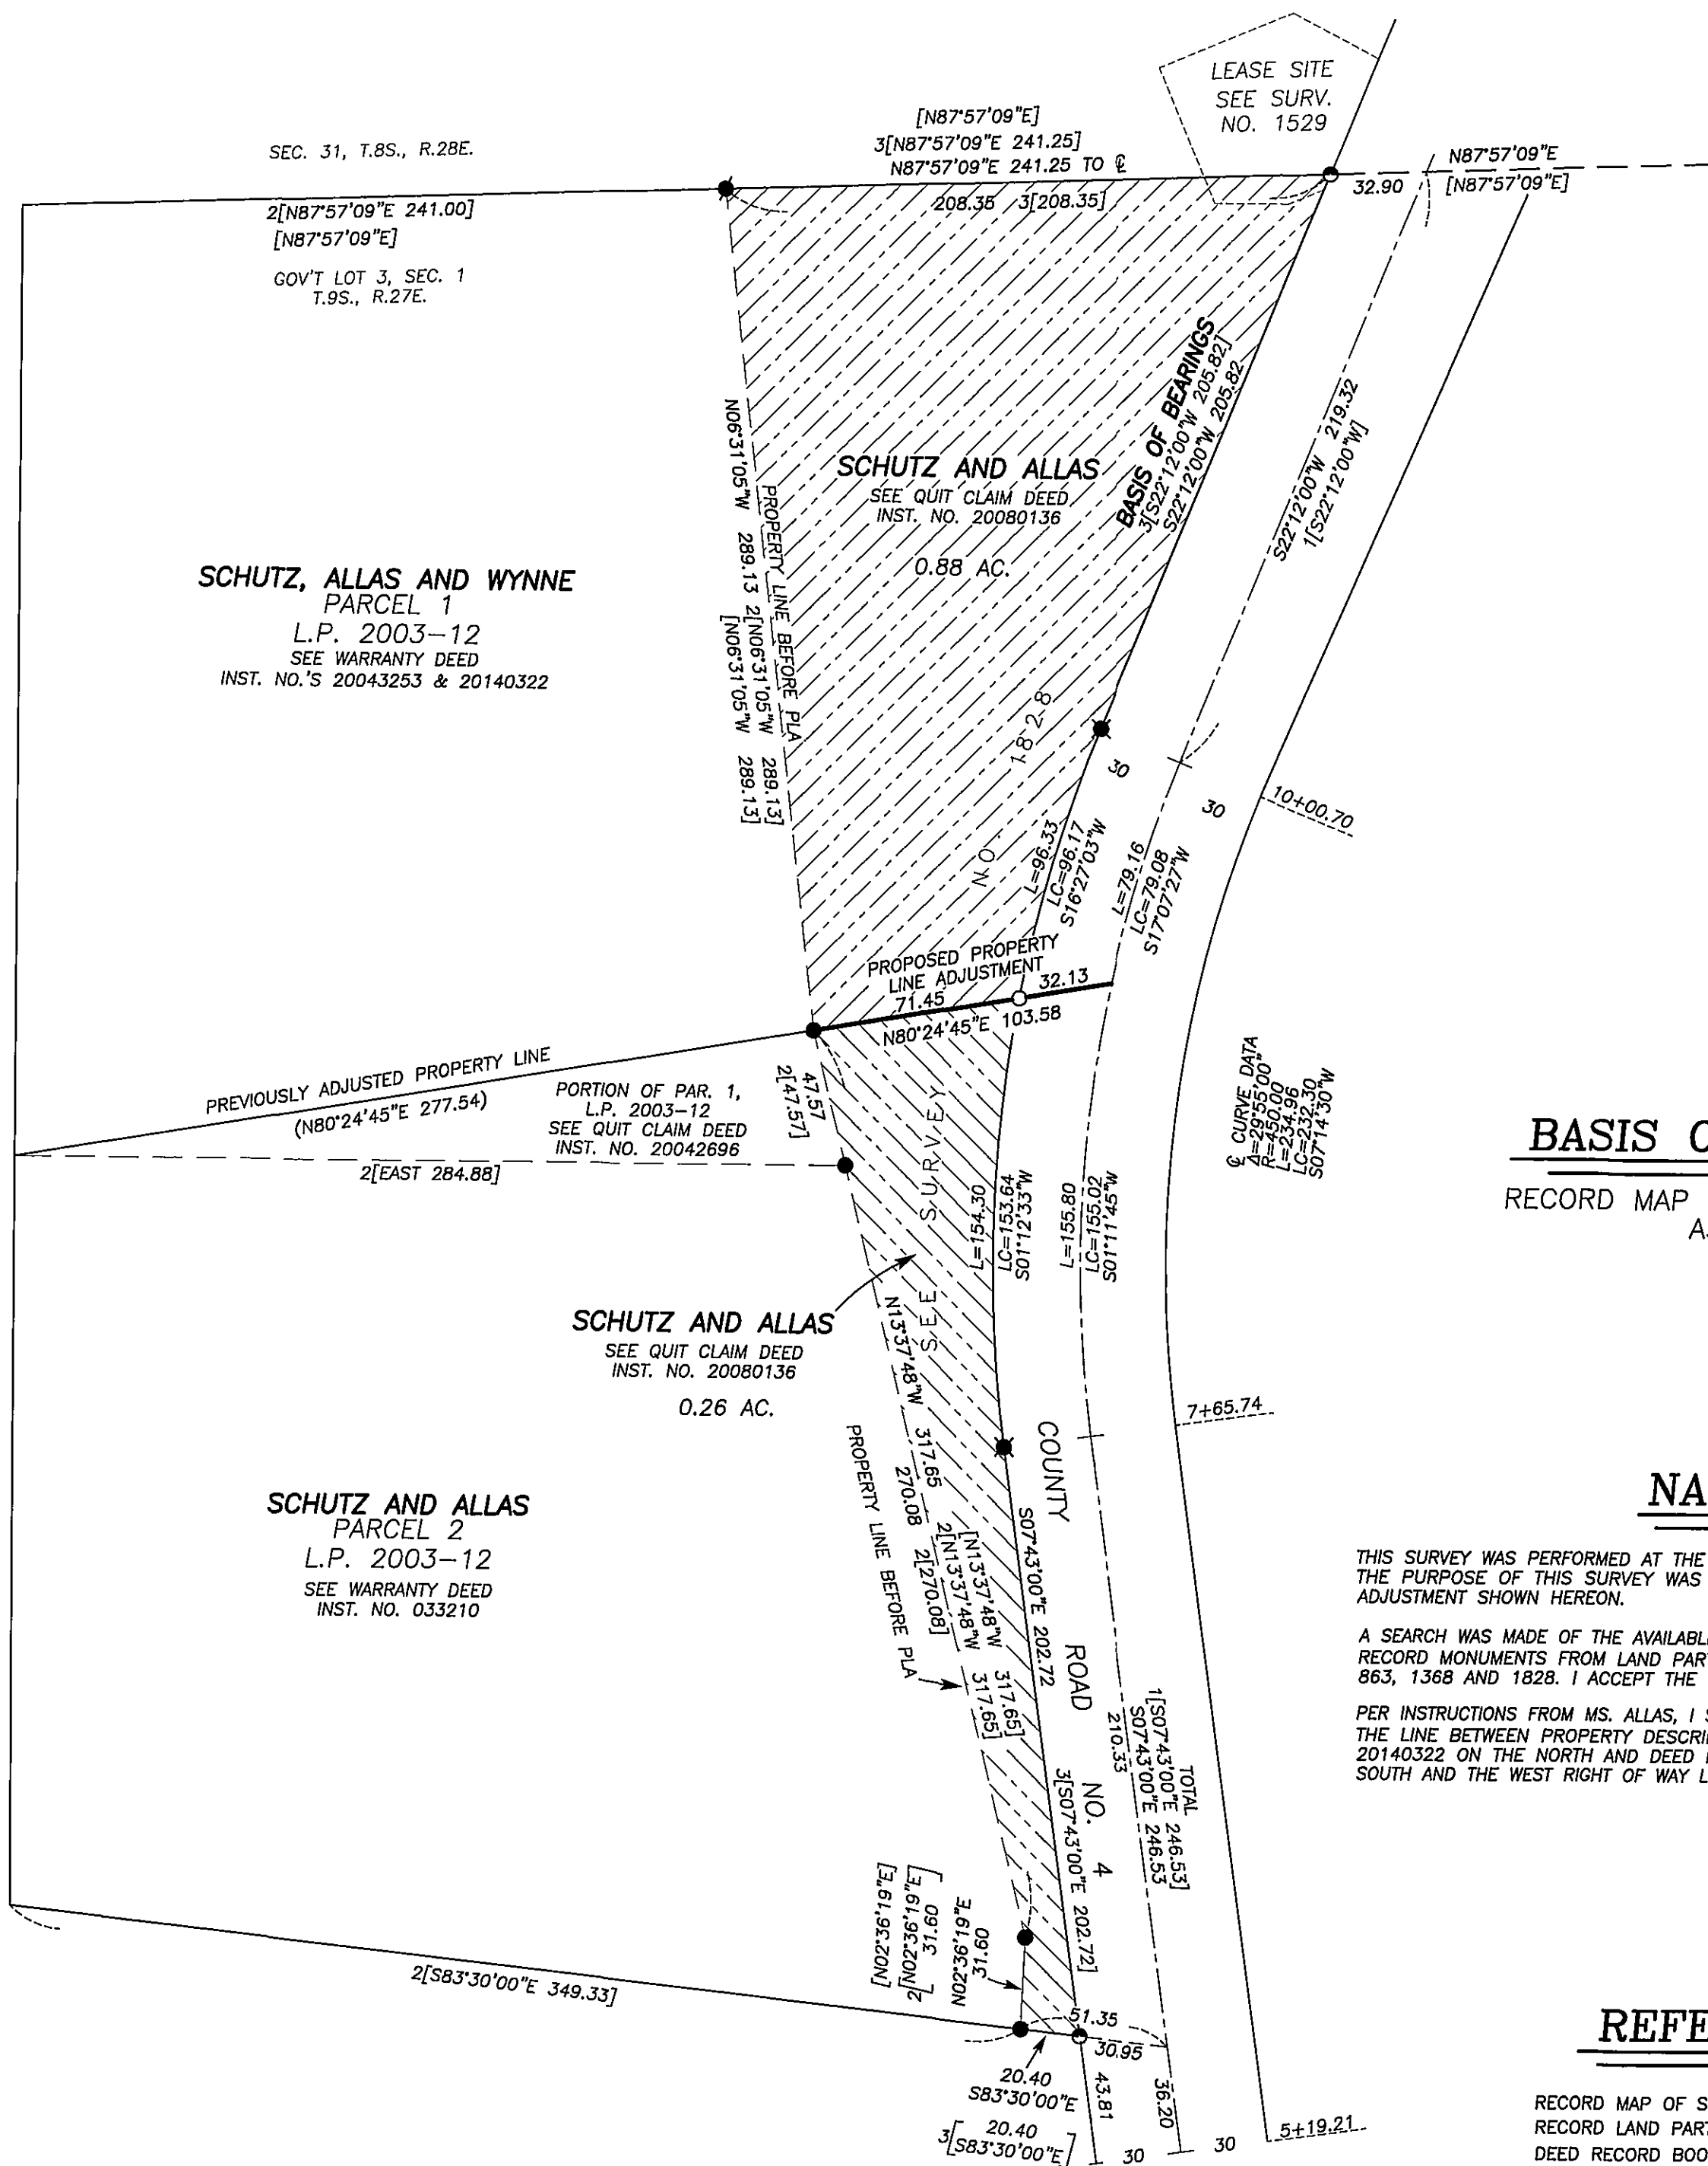 LEASE SITE
SEE SURV.
NO. 1529
SEC. 31, T.8S., R.28E.
[N87°57'09"E]
3[N87°57'09"E 241.25]
N87°57'09"E 241.25 TO ℄
N87°57'09"E
[N87°57'09"E]
32.90
208.35 3[208.35]
2[N87°57'09"E 241.00]
[N87°57'09"E]
GOV'T LOT 3, SEC. 1
T.9S., R.27E.
BASIS OF BEARINGS
3[S22°12'00"W 205.82]
S22°12'00"W 205.82
S22°12'00"W 219.32
1[S22°12'00"W]
PROPERTY LINE BEFORE PLA
N06°31'05"W 289.13
2[N06°31'05"W 289.13]
[N06°31'05"W 289.13]
SCHUTZ AND ALLAS
SEE QUIT CLAIM DEED
INST. NO. 20080136
0.88 AC.
SCHUTZ, ALLAS AND WYNNE
PARCEL 1
L.P. 2003-12
SEE WARRANTY DEED
INST. NO.'S 20043253 & 20140322
30
30
10+00.70
L=96.33
LC=96.17
S16°27'03"W
L=79.16
LC=79.08
S17°07'27"W
SEE SURVEY NO. 1828
PROPOSED PROPERTY
LINE ADJUSTMENT
71.45
32.13
N80°24'45"E 103.58
PREVIOUSLY ADJUSTED PROPERTY LINE
(N80°24'45"E 277.54)
PORTION OF PAR. 1,
L.P. 2003-12
SEE QUIT CLAIM DEED
INST. NO. 20042696
47.57
2[47.57]
2[EAST 284.88]
℄ CURVE DATA
Δ=29°55'00"
R=450.00
L=234.96
LC=232.30
S07°14'30"W
L=154.30
LC=153.64
S01°12'33"W
L=155.80
LC=155.02
S01°11'45"W
BASIS O
RECORD MAP
SCHUTZ AND ALLAS
SEE QUIT CLAIM DEED
INST. NO. 20080136
0.26 AC.
7+65.74
N13°37'48"W 317.65
270.08 2[270.08]
2[N13°37'48"W 317.65]
[N13°37'48"W 317.65]
PROPERTY LINE BEFORE PLA
COUNTY ROAD NO. 4
S07°43'00"E 202.72
3[S07°43'00"E 202.72]
210.33
TOTAL
1[S07°43'00"E 246.53]
S07°43'00"E 246.53
SCHUTZ AND ALLAS
PARCEL 2
L.P. 2003-12
SEE WARRANTY DEED
INST. NO. 033210
NA
THIS SURVEY WAS PERFORMED AT THE
THE PURPOSE OF THIS SURVEY WAS
ADJUSTMENT SHOWN HEREON.
A SEARCH WAS MADE OF THE AVAILABL
RECORD MONUMENTS FROM LAND PAR
863, 1368 AND 1828. I ACCEPT THE
PER INSTRUCTIONS FROM MS. ALLAS, I S
THE LINE BETWEEN PROPERTY DESCRI
20140322 ON THE NORTH AND DEED
SOUTH AND THE WEST RIGHT OF WAY L
[N02°36'19"E]
2[N02°36'19"E 31.60]
N02°36'19"E
31.60
2[S83°30'00"E 349.33]
51.35
30.95
20.40
S83°30'00"E
3[20.40 S83°30'00"E]
43.81
36.20
30
30
5+19.21
REFE
RECORD MAP OF S
RECORD LAND PAR
DEED RECORD BOO